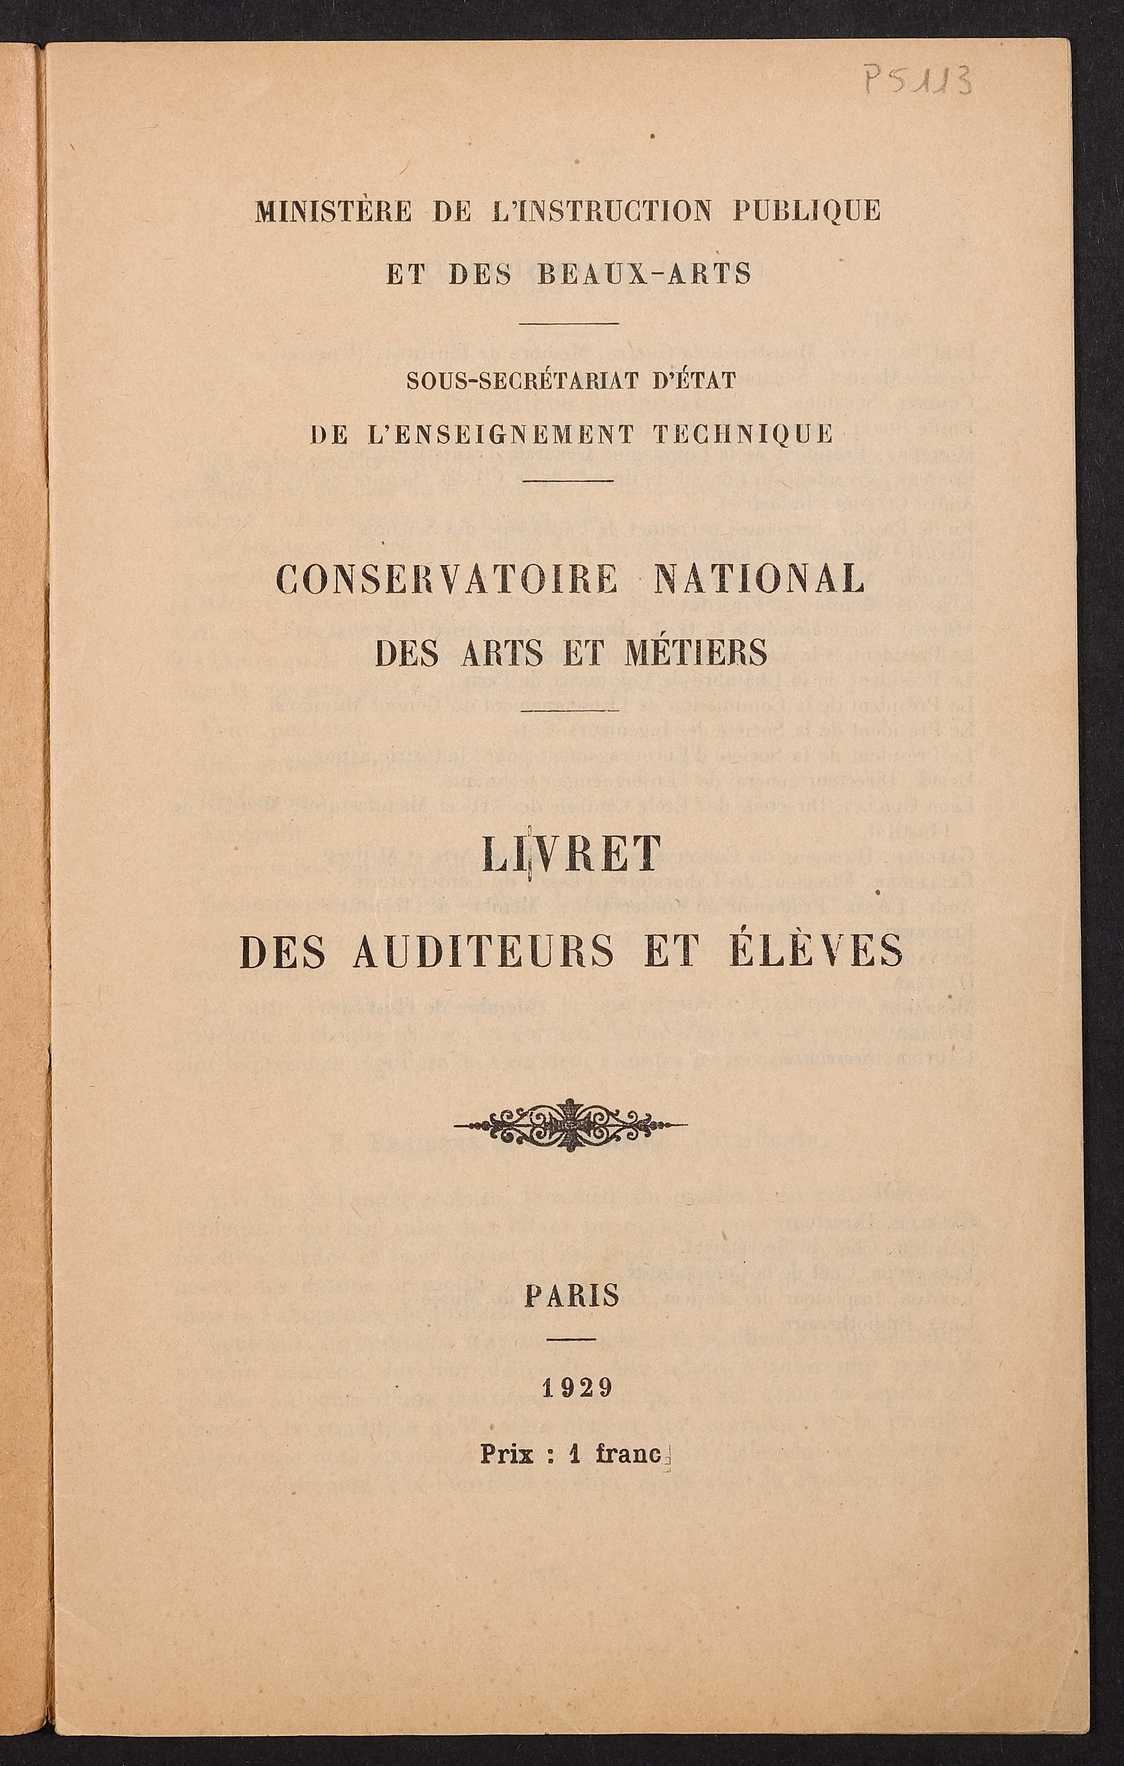 P5113
MINISTÈRE DE L'INSTRUCTION PUBLIQUE
ET DES BEAUX-ARTS
SOUS-SECRÉTARIAT D'ÉTAT
DE L'ENSEIGNEMENT TECHNIQUE
CONSERVATOIRE NATIONAL
DES ARTS ET MÉTIERS
LIVRET
DES AUDITEURS ET ÉLÈVES
PARIS
1929
Prix : 1 franc